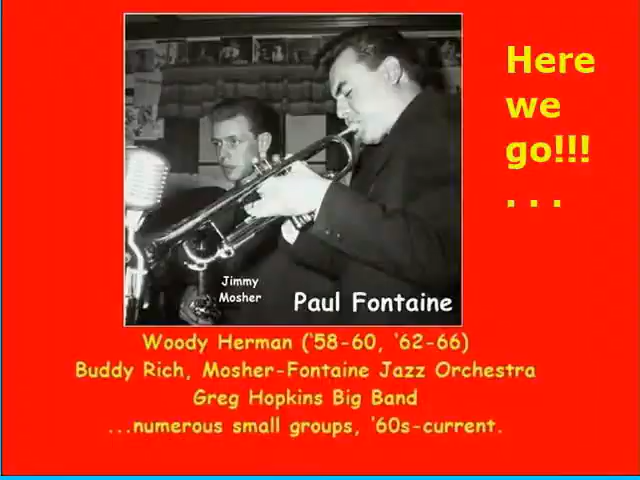 Here
we
go!!!
. . .
Jimmy
Mosher
Paul Fontaine
Woody Herman ('58-60, '62-66)
Buddy Rich, Mosher-Fontaine Jazz Orchestra
Greg Hopkins Big Band
...numerous small groups, '60s-current.